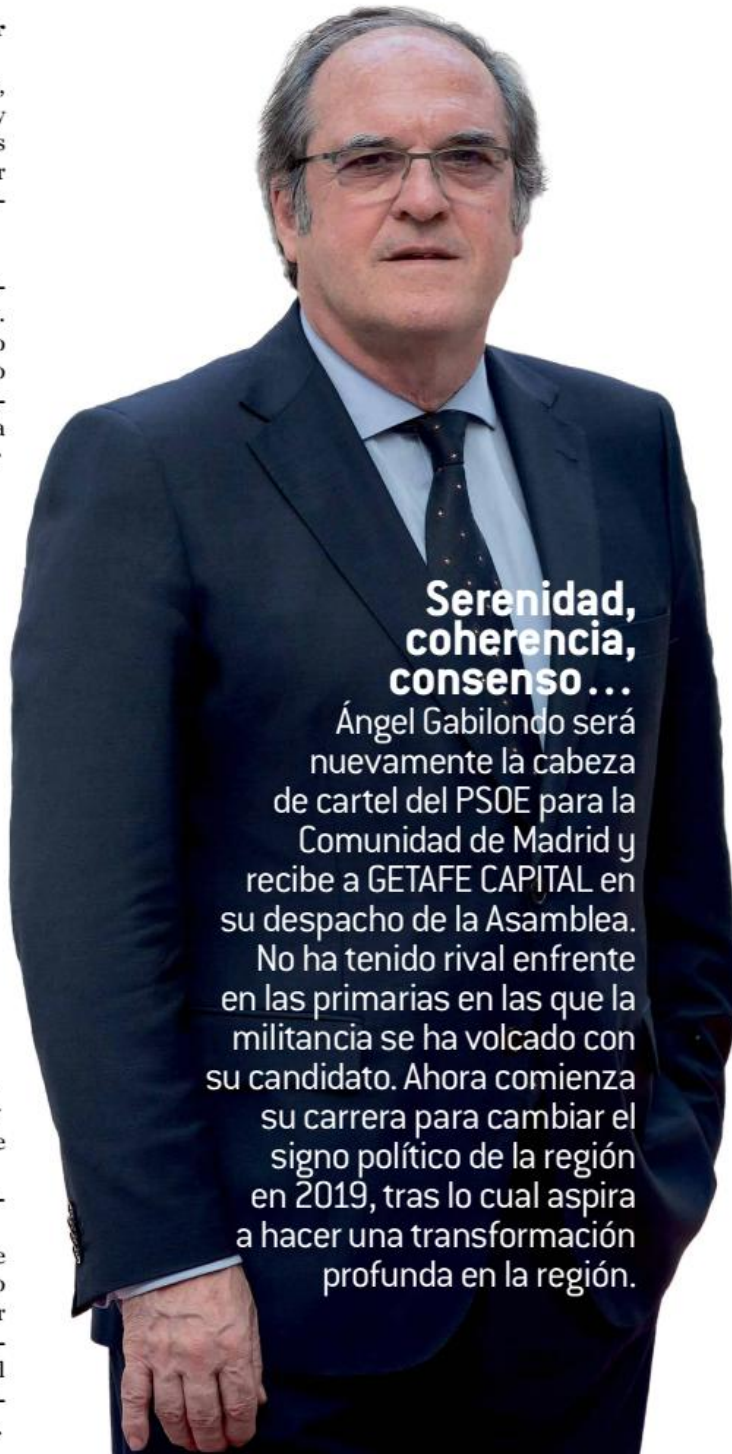 Serenidad,
coherencia,
consenso...
Ángel Gabilondo será
nuevamente la cabeza
de cartel del PSOE para la
Comunidad de Madrid y
recibe a GETAFE CAPITAL en
su despacho de la Asamblea.
No ha tenido rival enfrente
en las primarias en las que la
militancia se ha volcado con
su candidato. Ahora comienza
su carrera para cambiar el
signo político de la región
en 2019, tras lo cual aspira
a hacer una transformación
profunda en la región.